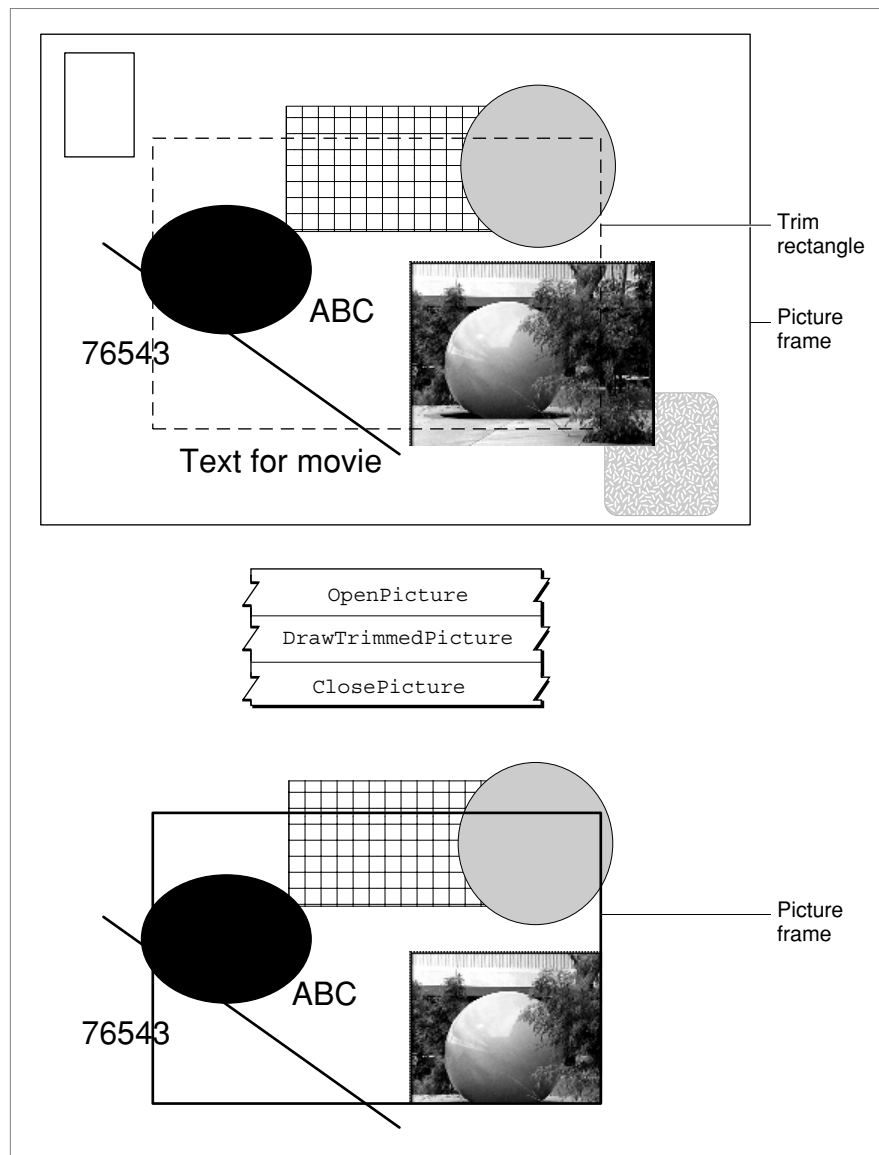 Trim
rectangle
ABC
Picture
frame
76543
Text for movie
OpenPicture
DrawTrimmedPicture
ClosePicture
Picture
frame
ABC
76543